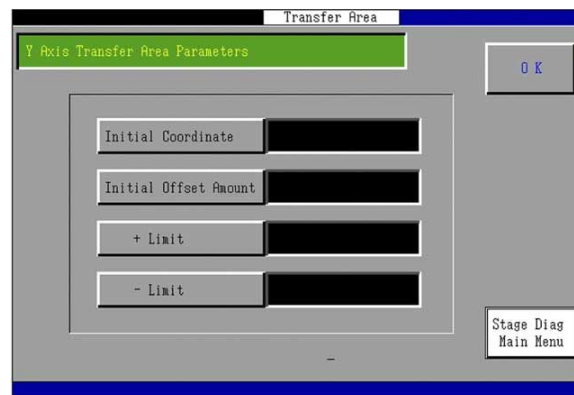 Transfer Area
Y Axis Transfer Area Parameters
O K
Initial Coordinate
Initial Offset Amount
+ Limit
- Limit
Stage Diag
Main Menu